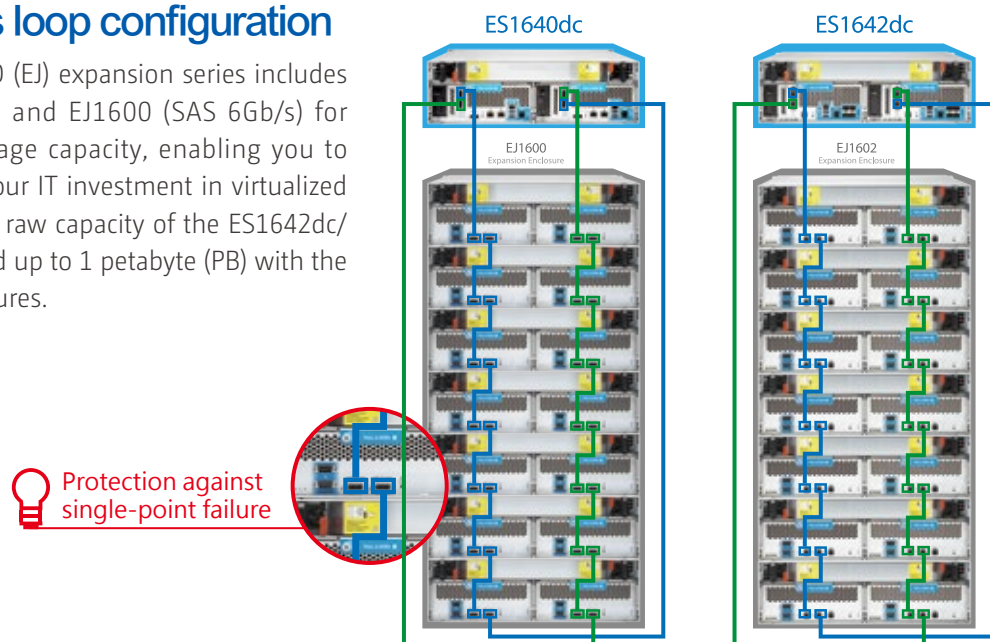 s loop configuration
0 (EJ) expansion series includes
and EJ1600 (SAS 6Gb/s) for
age capacity, enabling you to
our IT investment in virtualized
raw capacity of the ES1642dc/
d up to 1 petabyte (PB) with the
ures.
Protection against
single-point failure
ES1640dc
EJ1600
Expansion Enclosure
ES1642dc
EJ1602
Expansion Enclosure